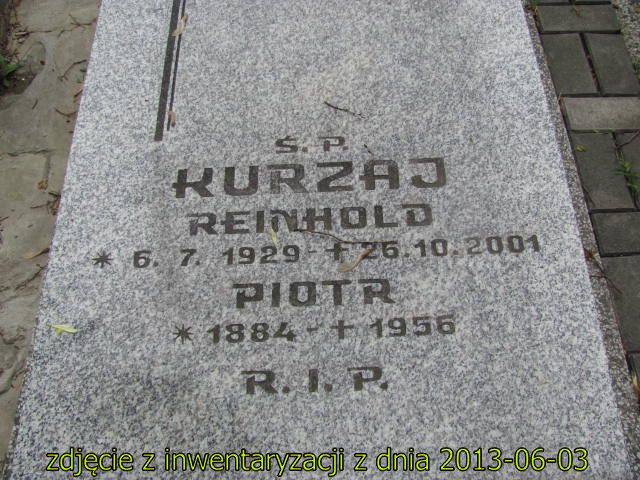 Ś. P.
KURZAJ
REINHOLD
* 6. 7. 1929 - † 26.10.2001
PIOTR
* 1884 - † 1956
R. I. P.
zdjęcie z inwentaryzacji z dnia 2013-06-03